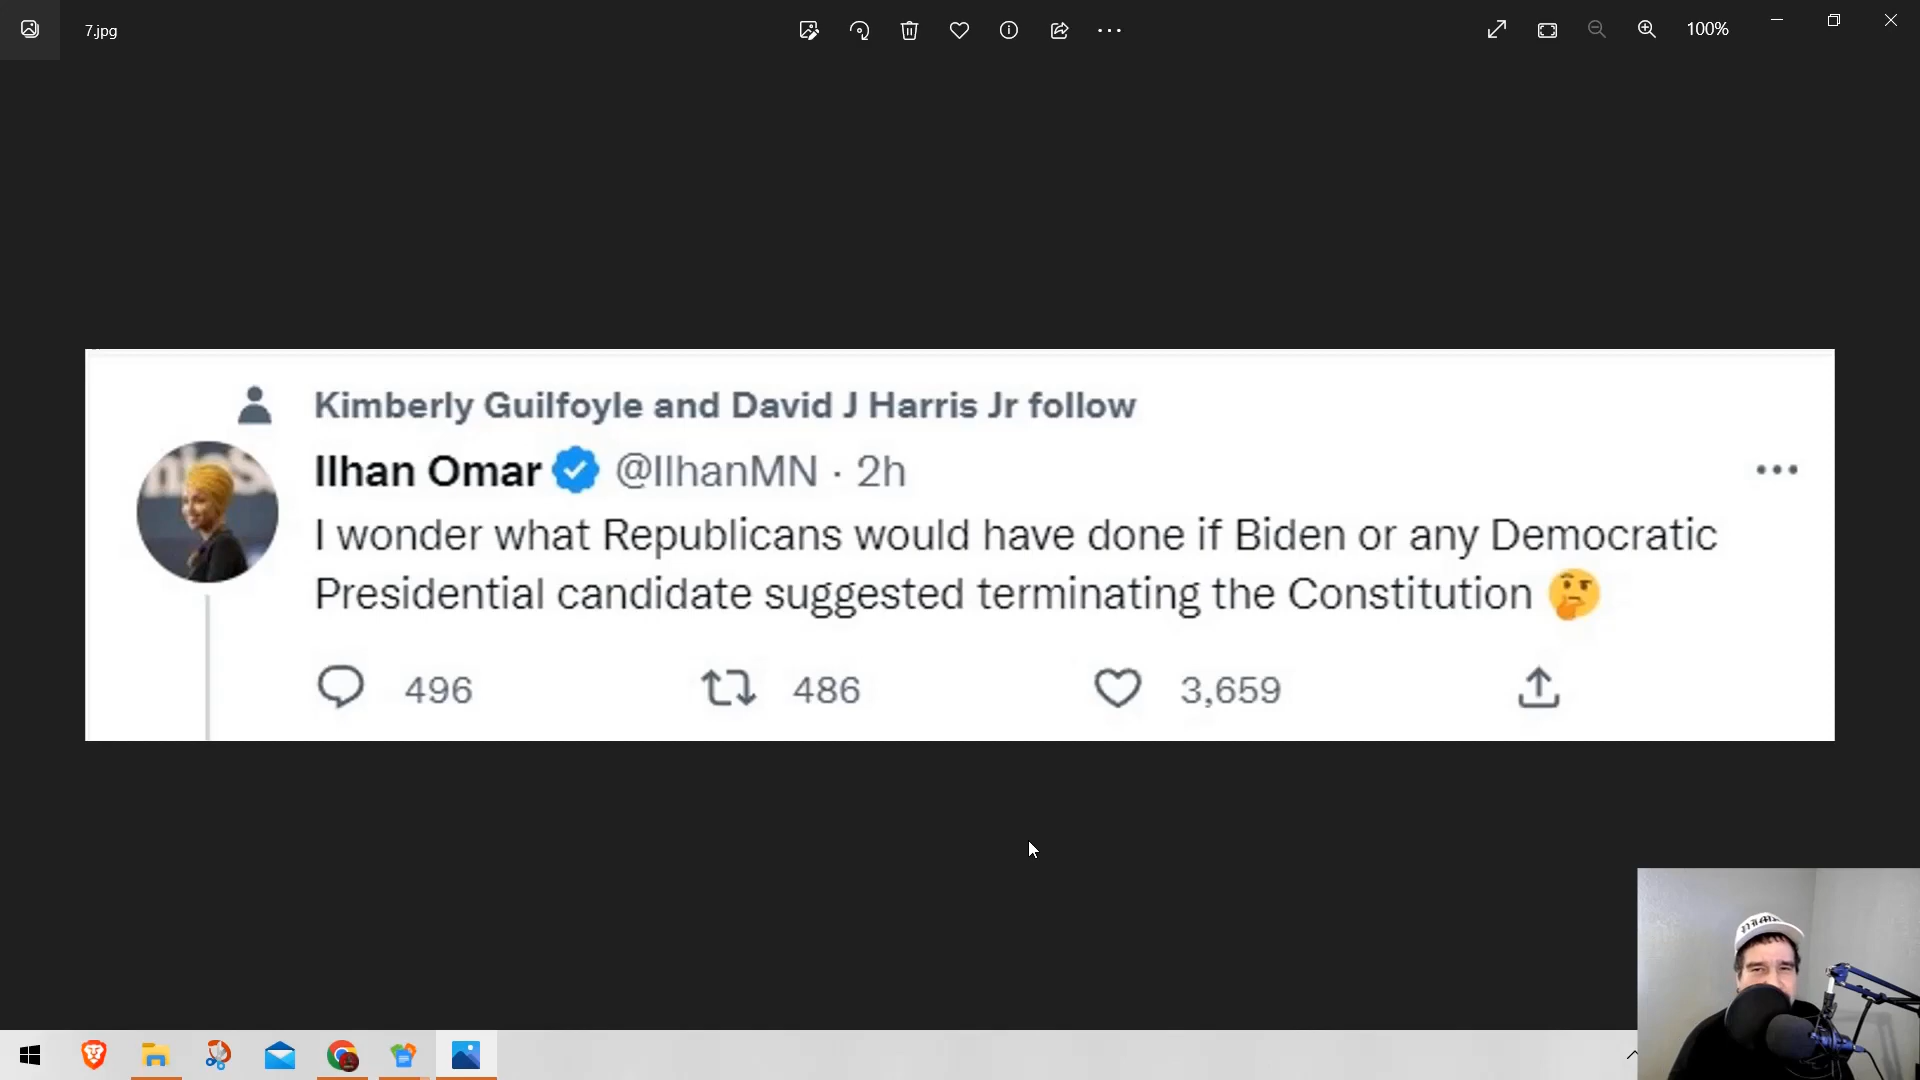 7.jpg
100%
Kimberly Guilfoyle and David J Harris Jr follow
Ilhan Omar @IlhanMN · 2h
I wonder what Republicans would have done if Biden or any Democratic
Presidential candidate suggested terminating the Constitution 🤔
496 486 3,659